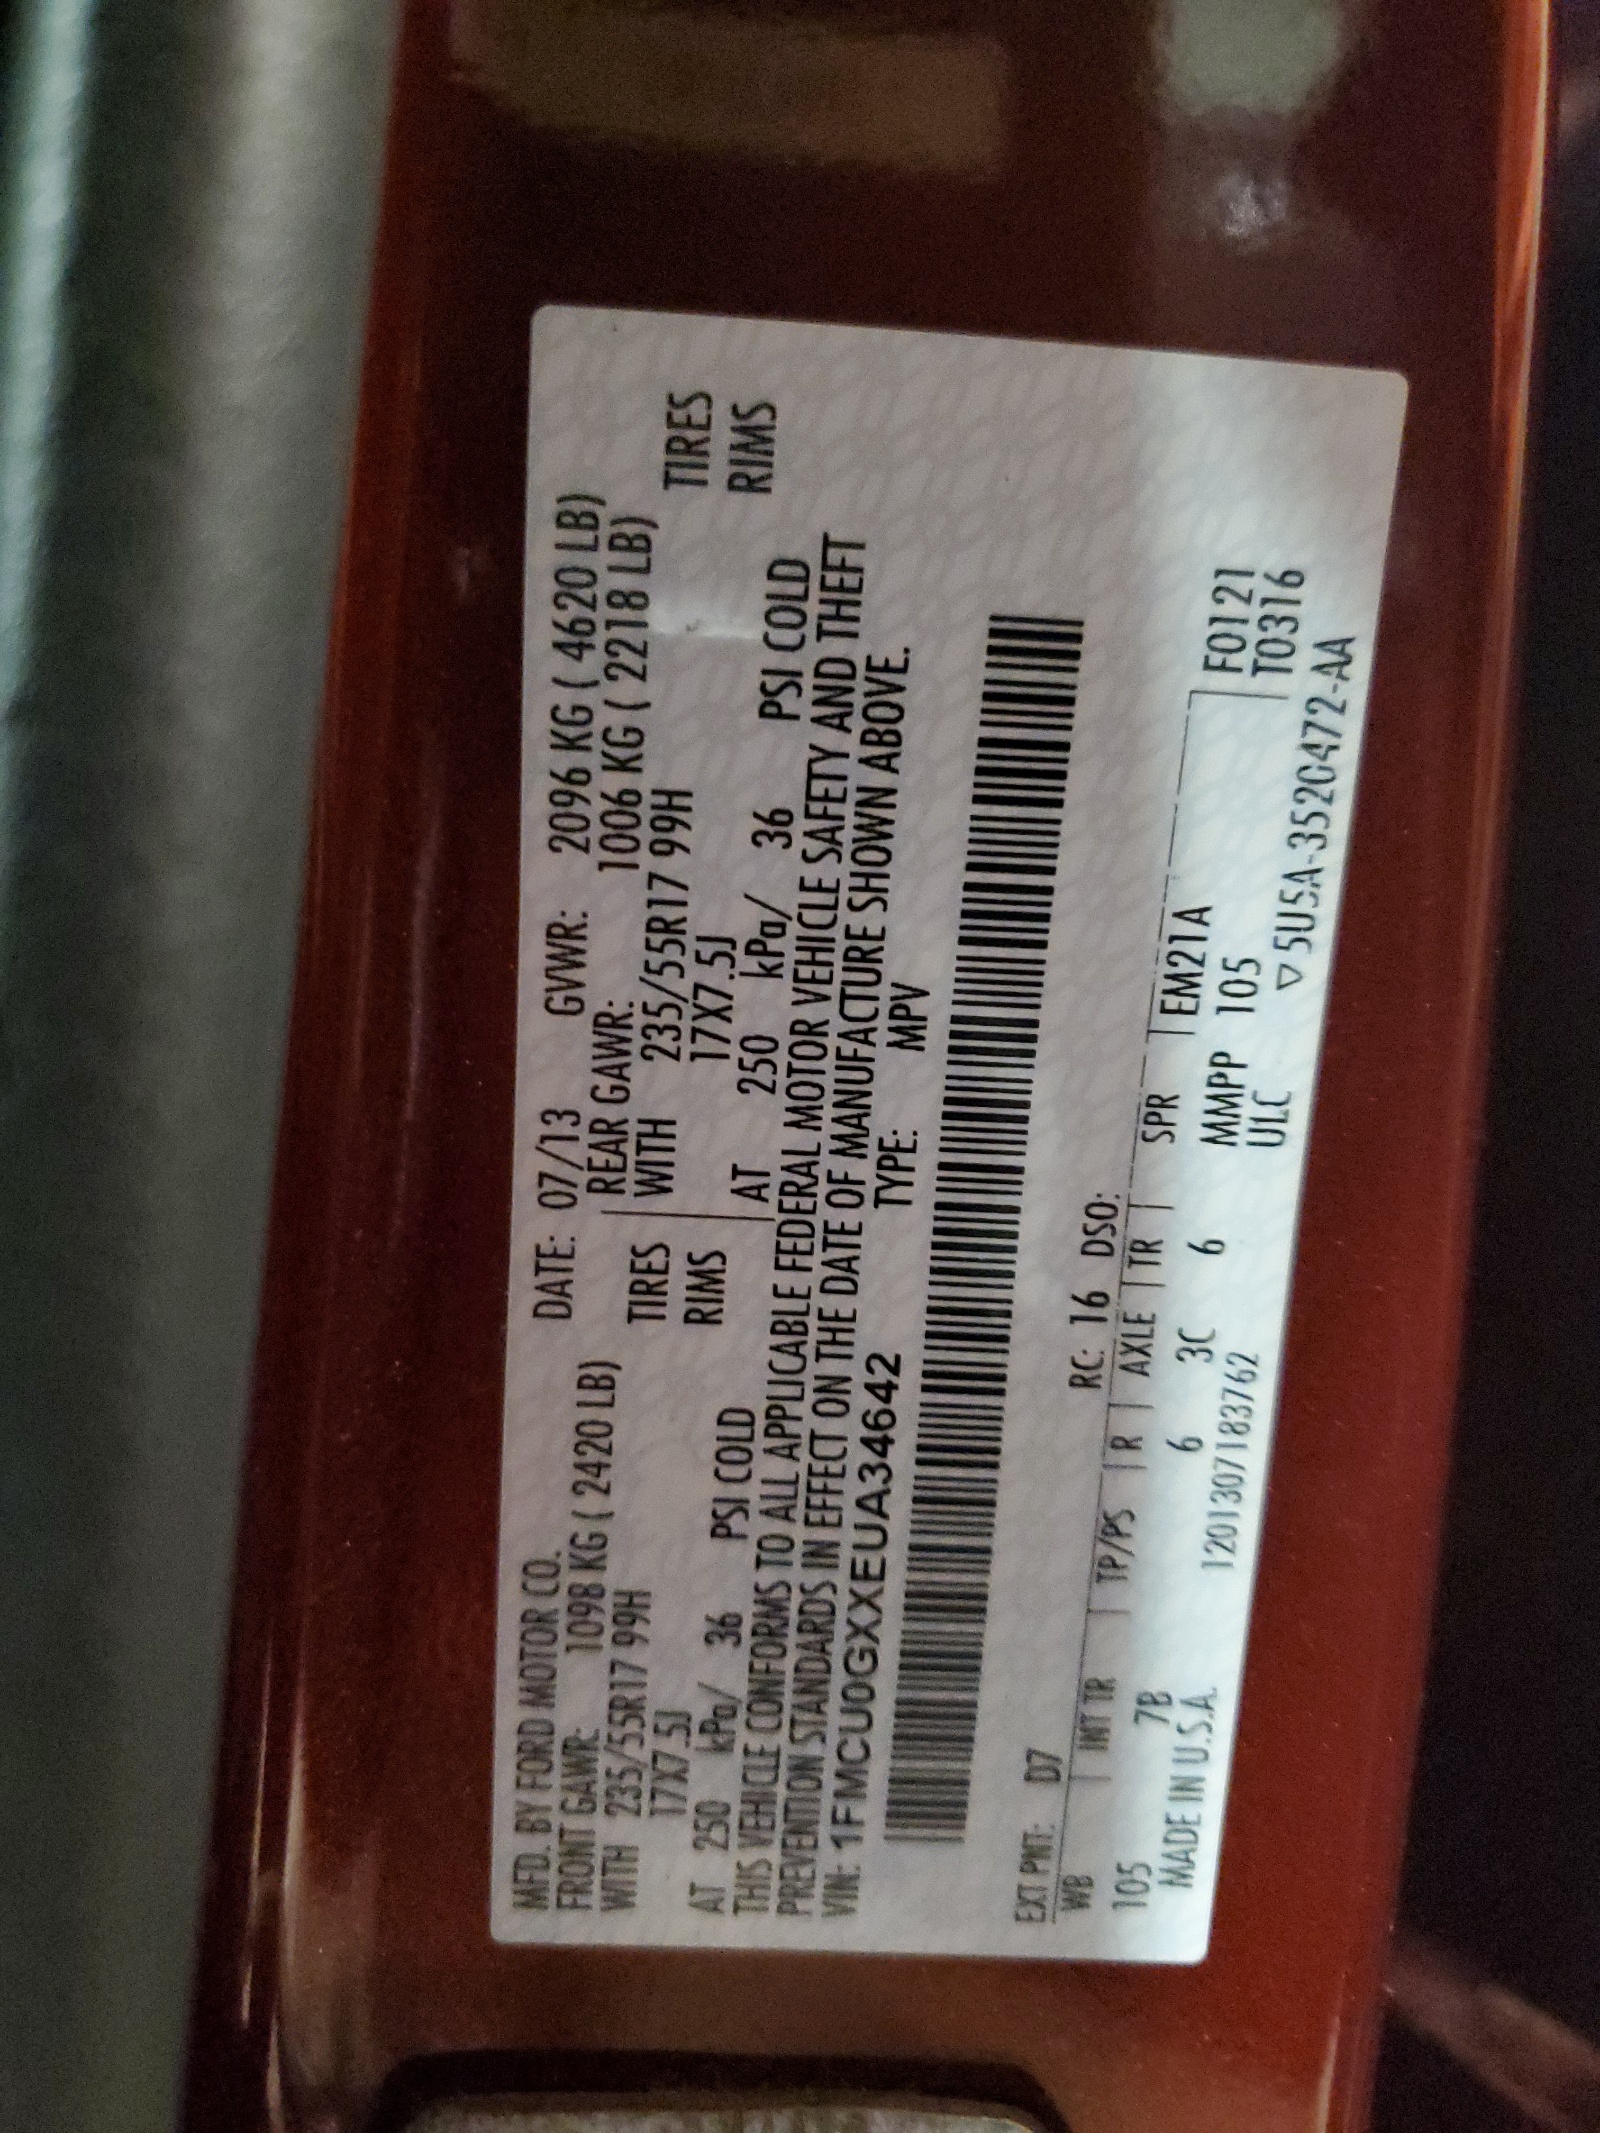 MFD. BY FORD MOTOR CO. DATE: 07/13 GVWR: 2096 KG ( 4620 LB)
FRONT GAWR: 1098 KG ( 2420 LB) REAR GAWR: 1006 KG ( 2218 LB)
WITH 235/55R17 99H TIRES WITH 235/55R17 99H TIRES
17X7.5J RIMS 17X7.5J RIMS
AT 250 kPa/ 36 PSI COLD AT 250 kPa/ 36 PSI COLD
THIS VEHICLE CONFORMS TO ALL APPLICABLE FEDERAL MOTOR VEHICLE SAFETY AND THEFT
PREVENTION STANDARDS IN EFFECT ON THE DATE OF MANUFACTURE SHOWN ABOVE.
VIN: 1FMCU0GXXEUA34642 TYPE: MPV
EXT PNT: D7 RC: 16 DSO:
WB INT TR TP/PS R AXLE TR SPR EM21A F0121
105 7B 6 3C 6 MMPP 105 T0316
MADE IN U.S.A. 1201307183762 ULC ▽ 5U5A-3520472-AA